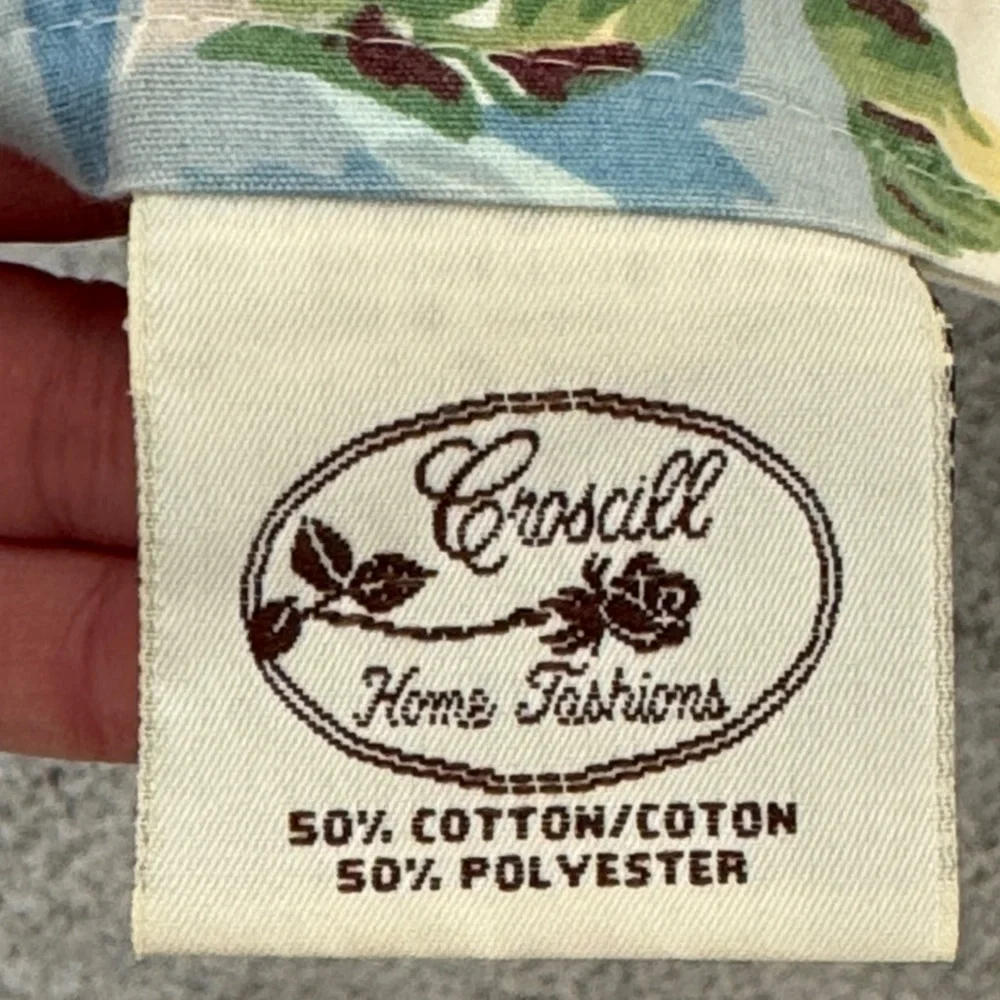 Croscill
Home Fashions
50% COTTON/COTON
50% POLYESTER